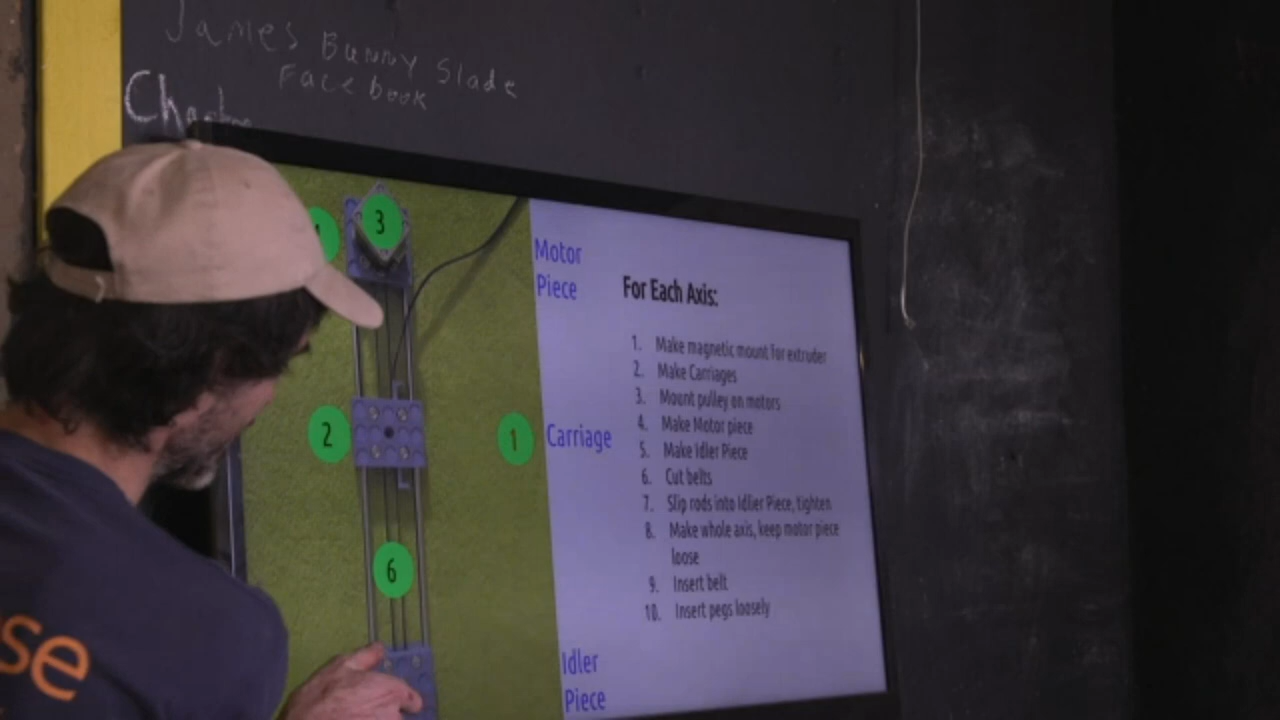 James Bunny Slade
Facebook
3
Motor
Piece
For Each Axis:
1. Make magnetic mount for extruder
2. Make Carriages
3. Mount pulley on motors
4. Make Motor piece
5. Make Idler Piece
6. Cut belts
7. Slip rods into Idlier Piece, tighten
8. Make whole axis, keep motor piece
loose
9. Insert belt
10. Insert pegs loosely
2
1
Carriage
6
Idler
Piece
se